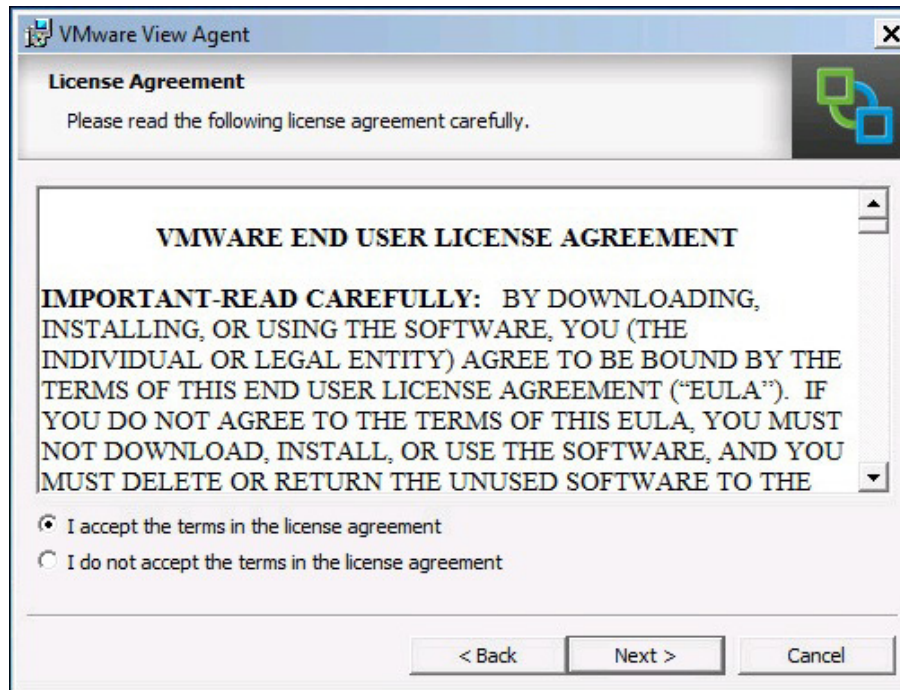 VMware View Agent
License Agreement
Please read the following license agreement carefully.
VMWARE END USER LICENSE AGREEMENT
IMPORTANT-READ CAREFULLY: BY DOWNLOADING,
INSTALLING, OR USING THE SOFTWARE, YOU (THE
INDIVIDUAL OR LEGAL ENTITY) AGREE TO BE BOUND BY THE
TERMS OF THIS END USER LICENSE AGREEMENT (“EULA”). IF
YOU DO NOT AGREE TO THE TERMS OF THIS EULA, YOU MUST
NOT DOWNLOAD, INSTALL, OR USE THE SOFTWARE, AND YOU
MUST DELETE OR RETURN THE UNUSED SOFTWARE TO THE
I accept the terms in the license agreement
I do not accept the terms in the license agreement
< Back Next > Cancel